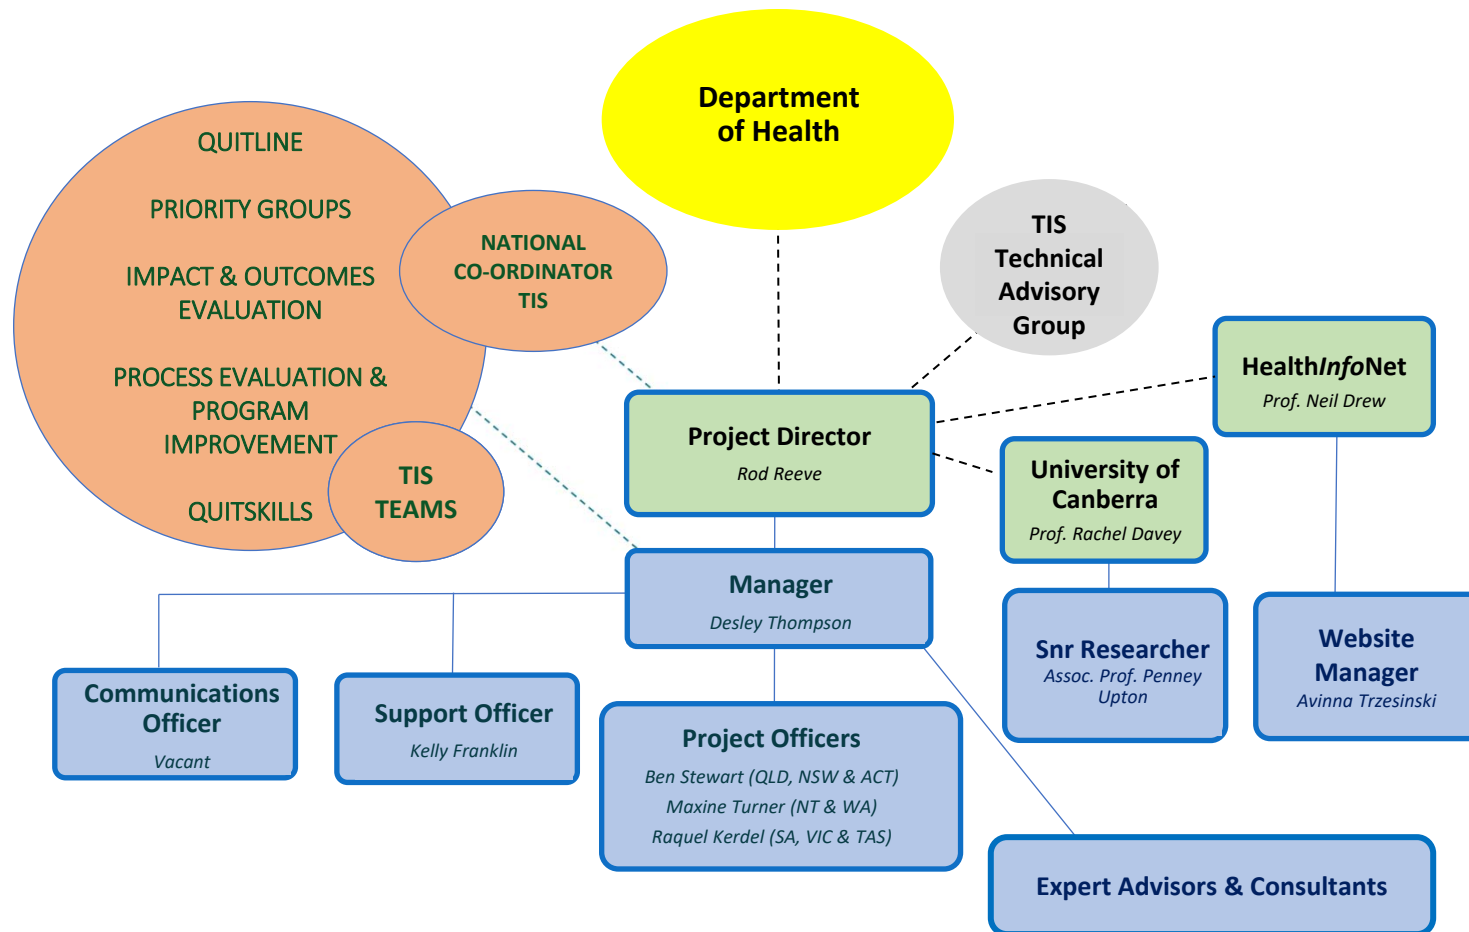 Department
of Health
QUITLINE
PRIORITY GROUPS
IMPACT & OUTCOMES
EVALUATION
PROCESS EVALUATION &
PROGRAM
IMPROVEMENT
QUITSKILLS
NATIONAL
CO-ORDINATOR
TIS
TIS
TEAMS
TIS
Technical
Advisory
Group
HealthInfoNet
Prof. Neil Drew
Project Director
Rod Reeve
University of
Canberra
Prof. Rachel Davey
Manager
Desley Thompson
Snr Researcher
Assoc. Prof. Penney
Upton
Website
Manager
Avinna Trzesinski
Communications
Officer
Vacant
Support Officer
Kelly Franklin
Project Officers
Ben Stewart (QLD, NSW & ACT)
Maxine Turner (NT & WA)
Raquel Kerdel (SA, VIC & TAS)
Expert Advisors & Consultants